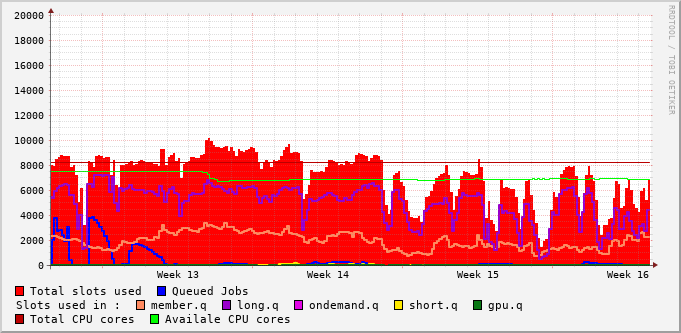 20000
18000
16000
14000
12000
10000
8000
6000
4000
2000
0
Week 13 Week 14 Week 15 Week 16
RRDTOOL / TOBI OETIKER
Total slots used Queued Jobs
Slots used in : member.q long.q ondemand.q short.q gpu.q
Total CPU cores Availale CPU cores